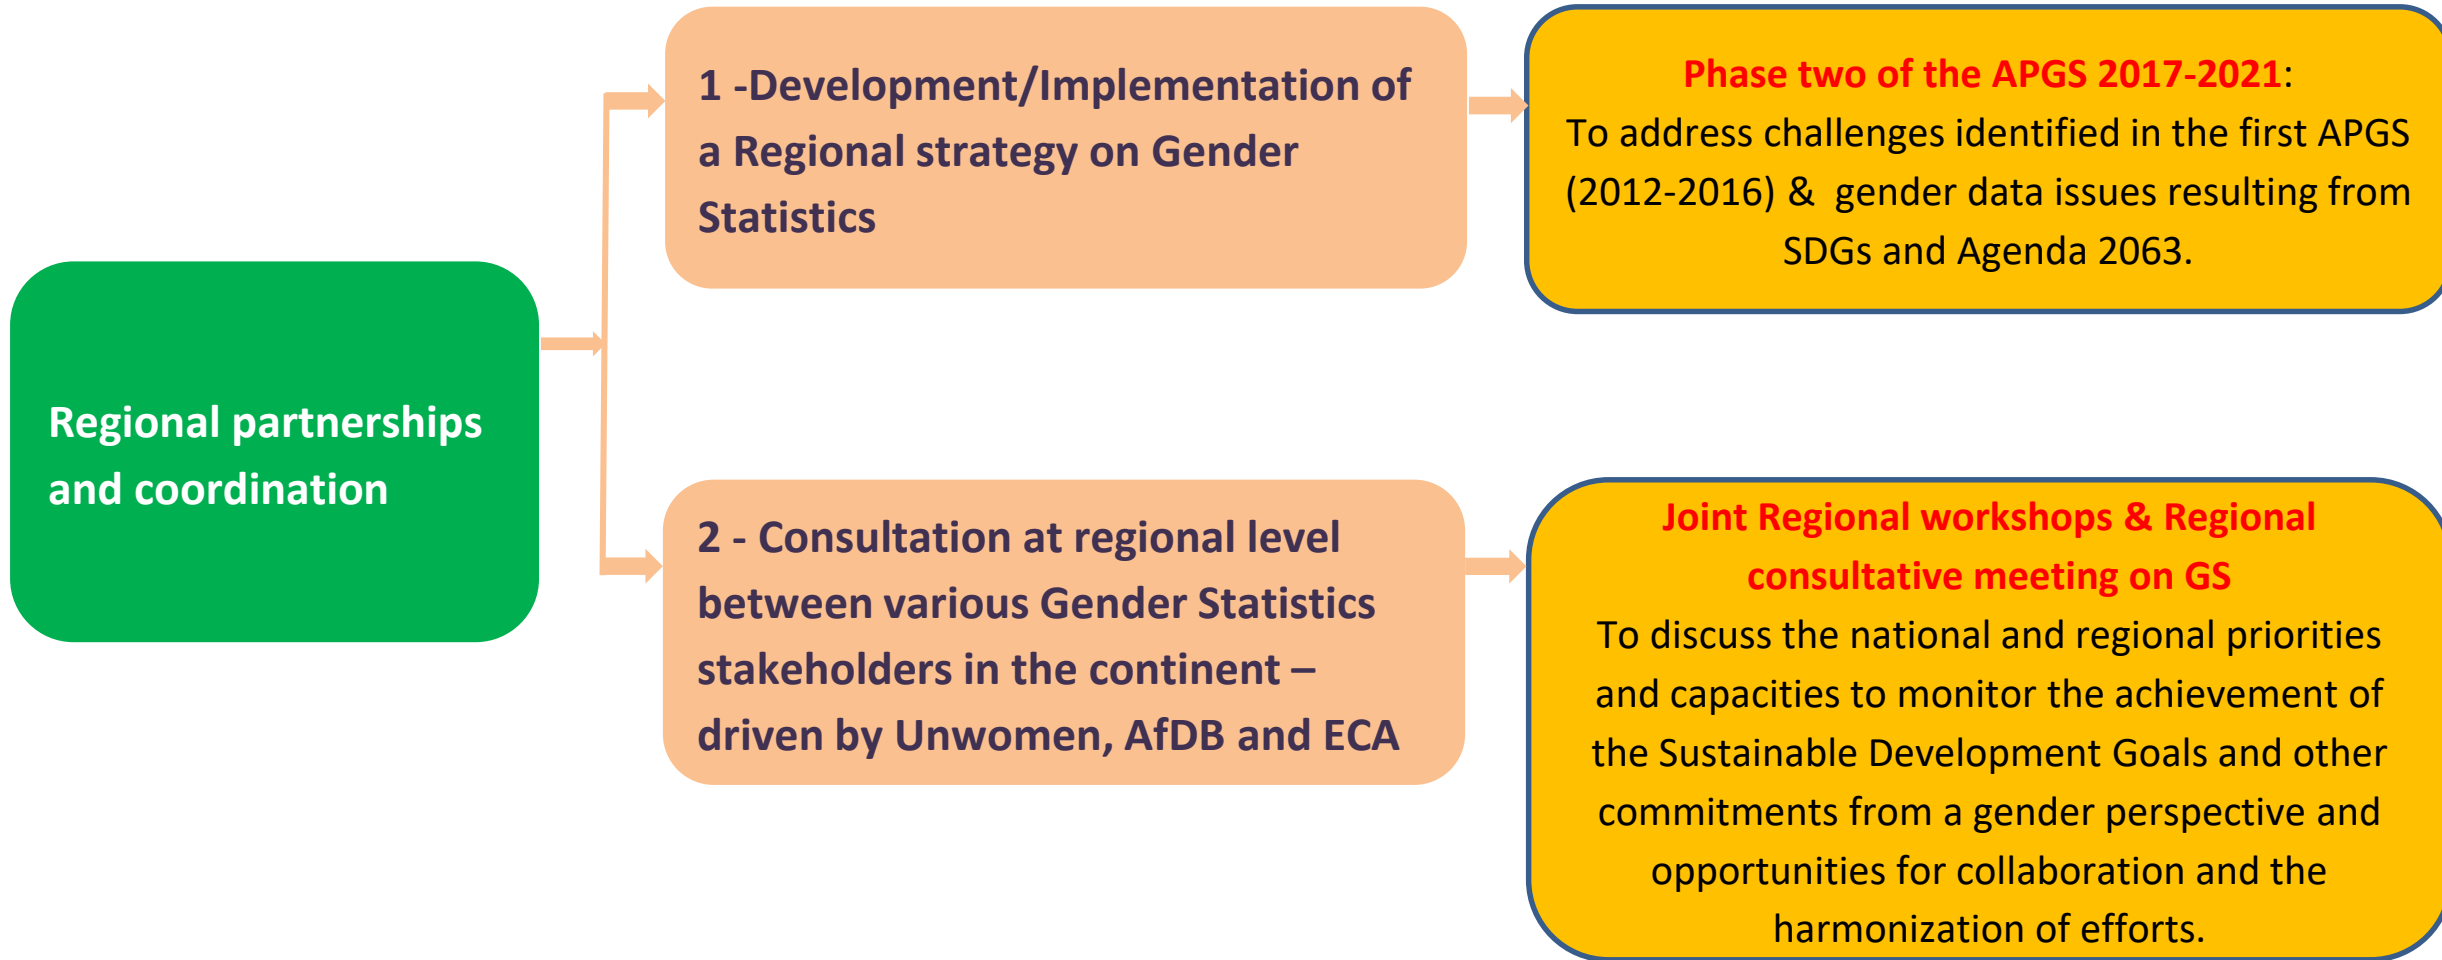 Regional partnerships
and coordination
1 -Development/Implementation of
a Regional strategy on Gender
Statistics
Phase two of the APGS 2017-2021:
To address challenges identified in the first APGS
(2012-2016) &  gender data issues resulting from
SDGs and Agenda 2063.
2 - Consultation at regional level
between various Gender Statistics
stakeholders in the continent –
driven by Unwomen, AfDB and ECA
Joint Regional workshops & Regional
consultative meeting on GS
To discuss the national and regional priorities
and capacities to monitor the achievement of
the Sustainable Development Goals and other
commitments from a gender perspective and
opportunities for collaboration and the
harmonization of efforts.